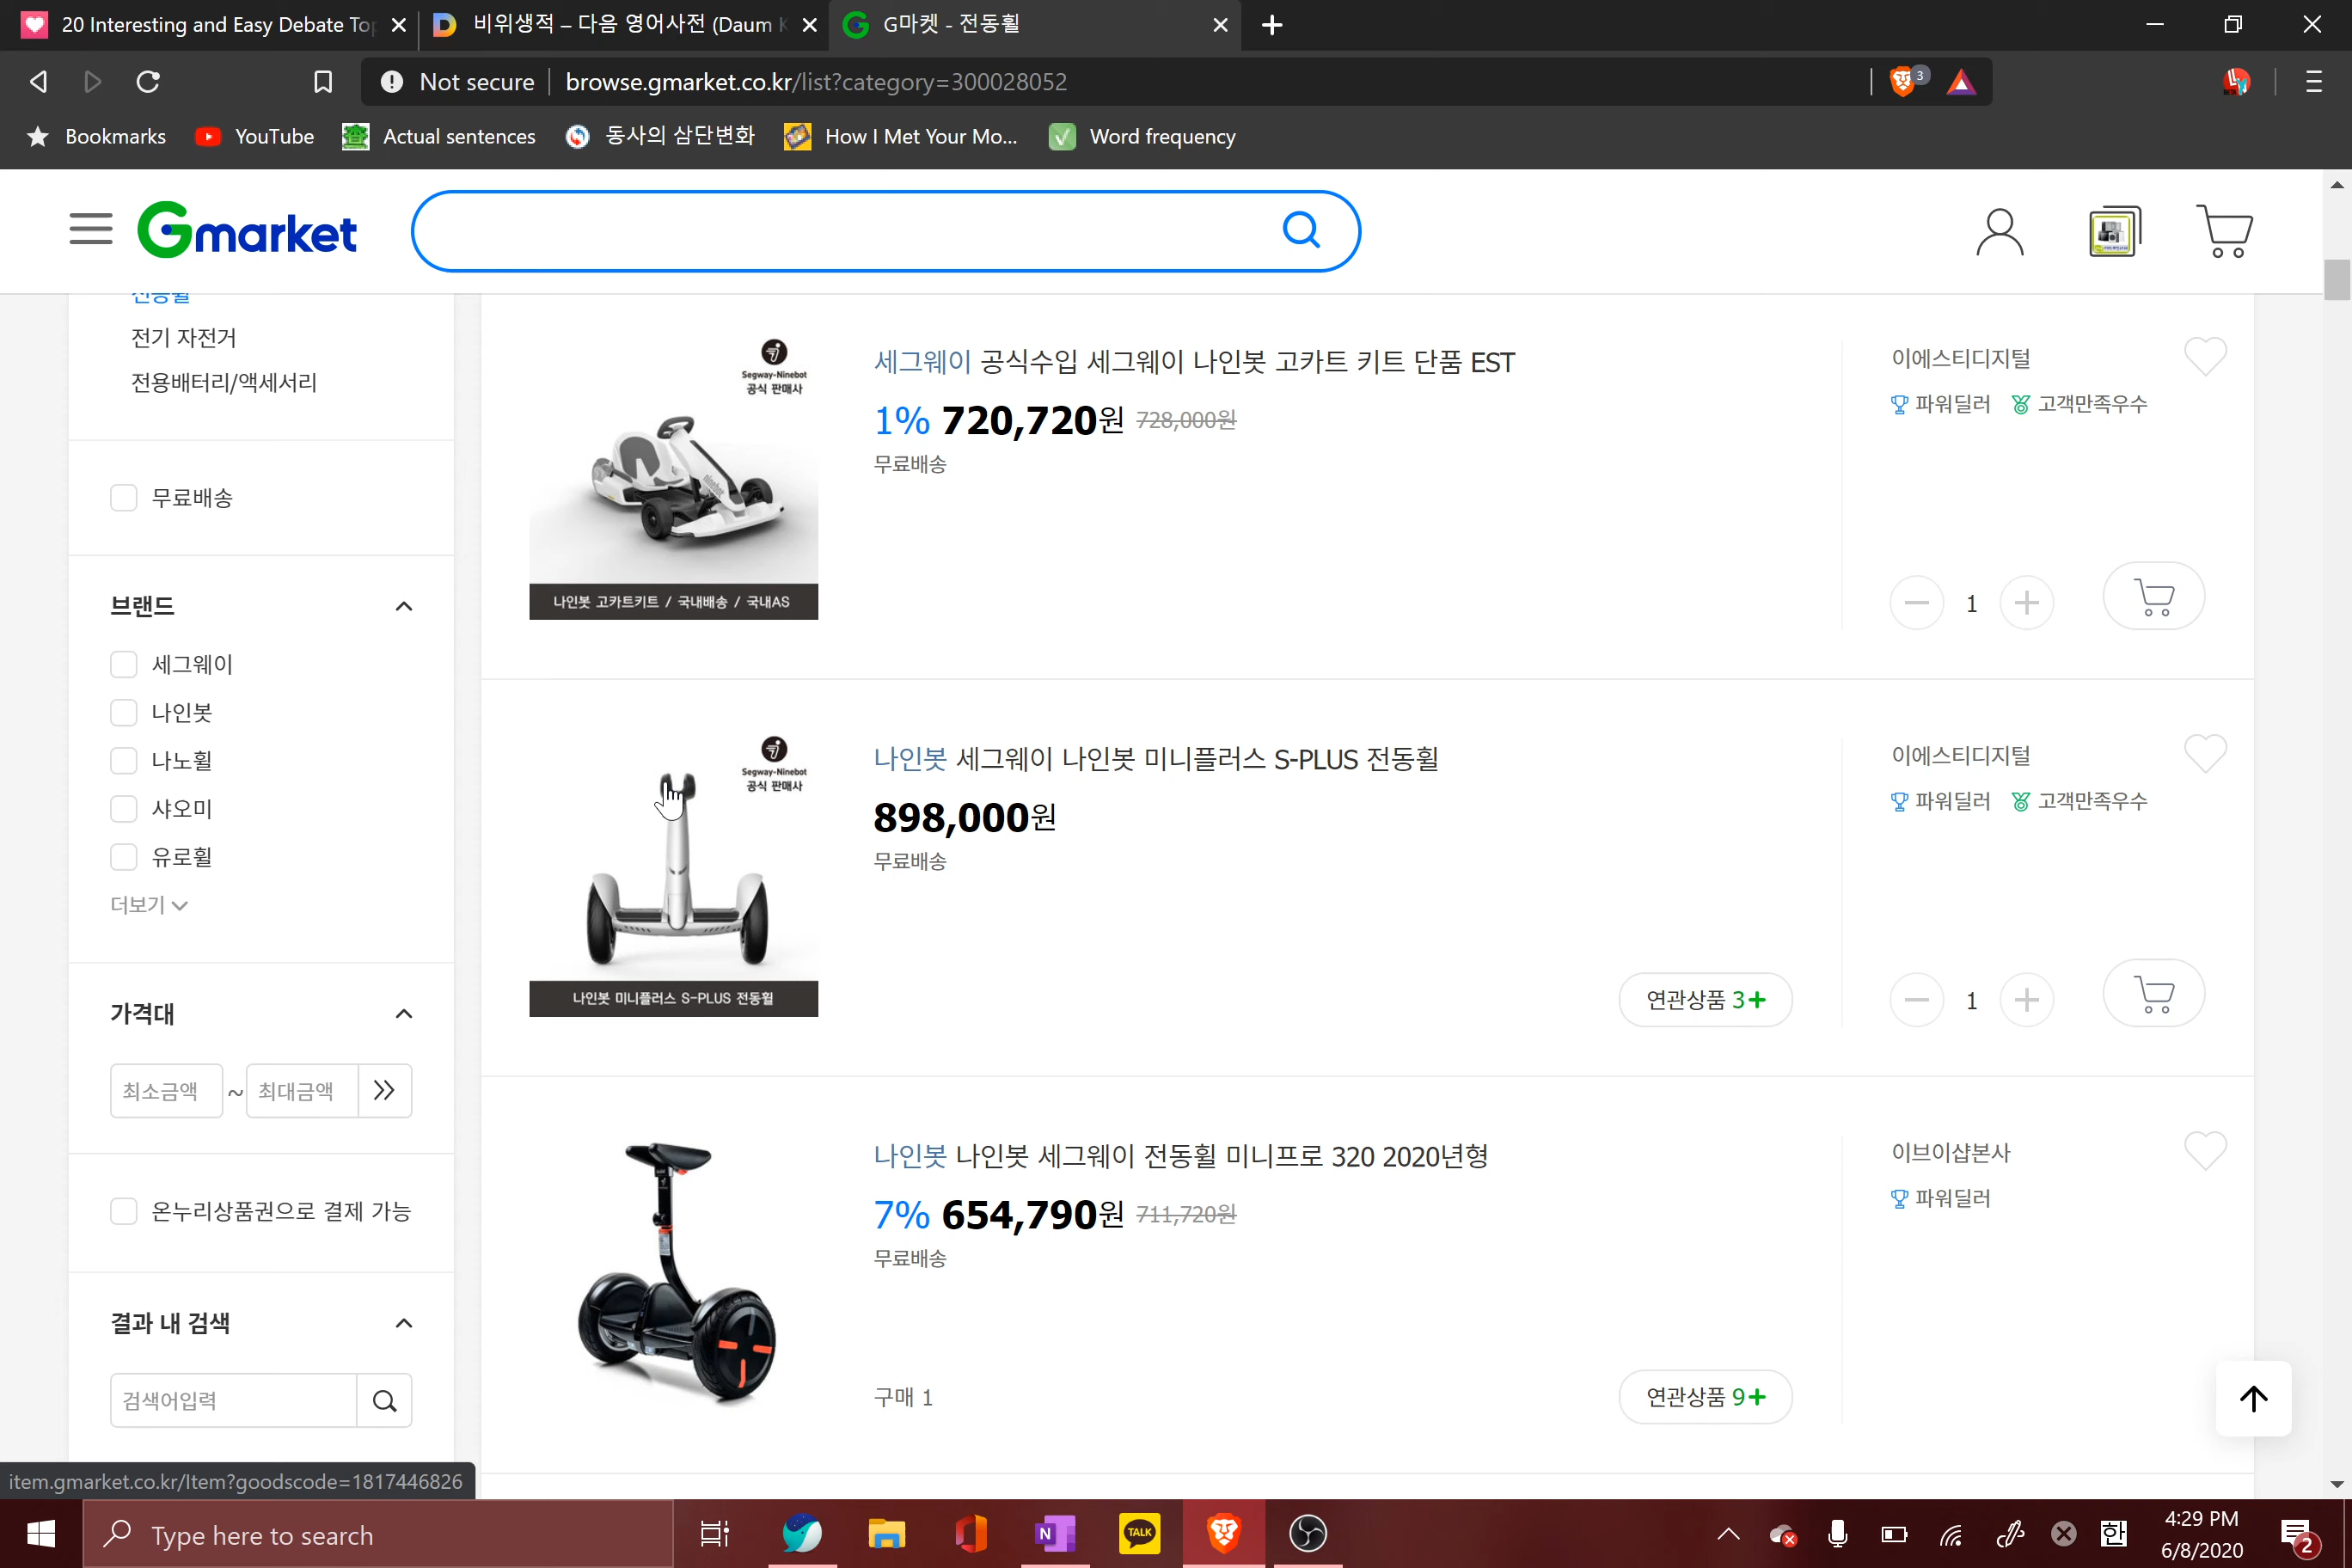 20 Interesting and Easy Debate Top
비위생적 – 다음 영어사전 (Daum K
G마켓 - 전동휠
Not secure
browse.gmarket.co.kr/list?category=300028052
3
Bookmarks
YouTube
Actual sentences
동사의 삼단변화
How I Met Your Mo...
Word frequency
Gmarket
전동휠
전기 자전거
전용배터리/액세서리
무료배송
브랜드
세그웨이
나인봇
나노휠
샤오미
유로휠
더보기
가격대
최소금액 ~ 최대금액
온누리상품권으로 결제 가능
결과 내 검색
검색어입력
Segway-Ninebot
공식 판매사
ninebot
나인봇 고카트키트 / 국내배송 / 국내AS
세그웨이 공식수입 세그웨이 나인봇 고카트 키트 단품 EST
1% 720,720원 728,000원
무료배송
이에스티디지털
파워딜러 고객만족우수
1
Segway-Ninebot
공식 판매사
나인봇 미니플러스 S-PLUS 전동휠
나인봇 세그웨이 나인봇 미니플러스 S-PLUS 전동휠
898,000원
무료배송
연관상품 3+
이에스티디지털
파워딜러 고객만족우수
1
나인봇 나인봇 세그웨이 전동휠 미니프로 320 2020년형
7% 654,790원 711,720원
무료배송
구매 1
연관상품 9+
이브이샵본사
파워딜러
item.gmarket.co.kr/Item?goodscode=1817446826
Type here to search
N
TALK
한
4:29 PM
6/8/2020
2